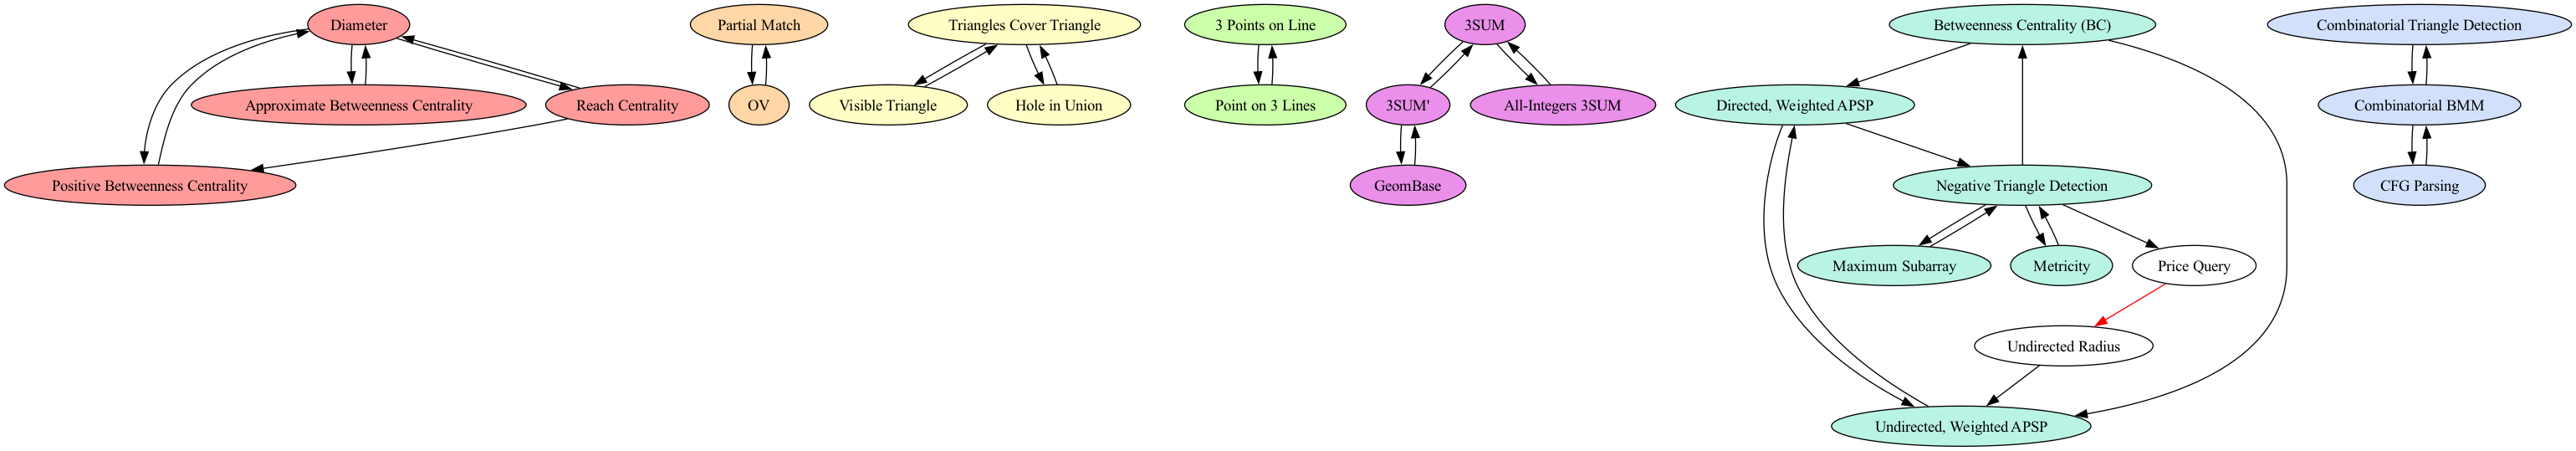 Diameter
Partial Match
Triangles Cover Triangle
3 Points on Line
3SUM
Betweenness Centrality (BC)
Combinatorial Triangle Detection
Approximate Betweenness Centrality
Reach Centrality
OV
Visible Triangle
Hole in Union
Point on 3 Lines
3SUM'
All-Integers 3SUM
Directed, Weighted APSP
Combinatorial BMM
Positive Betweenness Centrality
GeomBase
Negative Triangle Detection
CFG Parsing
Maximum Subarray
Metricity
Price Query
Undirected Radius
Undirected, Weighted APSP